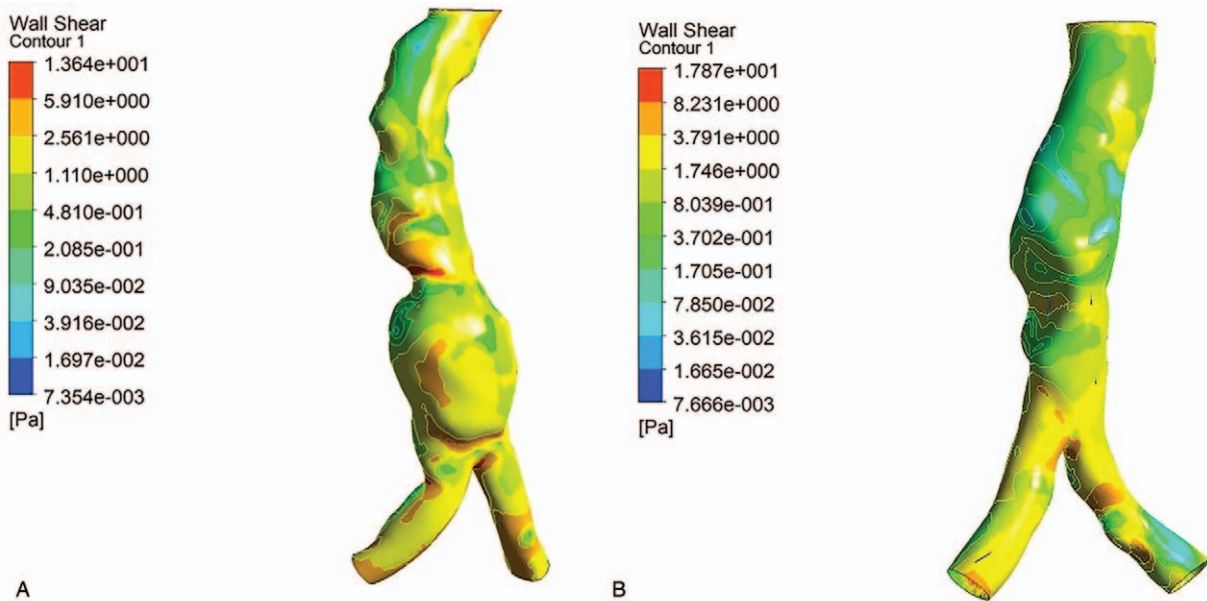 Wall Shear
Contour 1
1.364e+001
5.910e+000
2.561e+000
1.110e+000
4.810e-001
2.085e-001
9.035e-002
3.916e-002
1.697e-002
7.354e-003
[Pa]
A
Wall Shear
Contour 1
1.787e+001
8.231e+000
3.791e+000
1.746e+000
8.039e-001
3.702e-001
1.705e-001
7.850e-002
3.615e-002
1.665e-002
7.666e-003
[Pa]
B